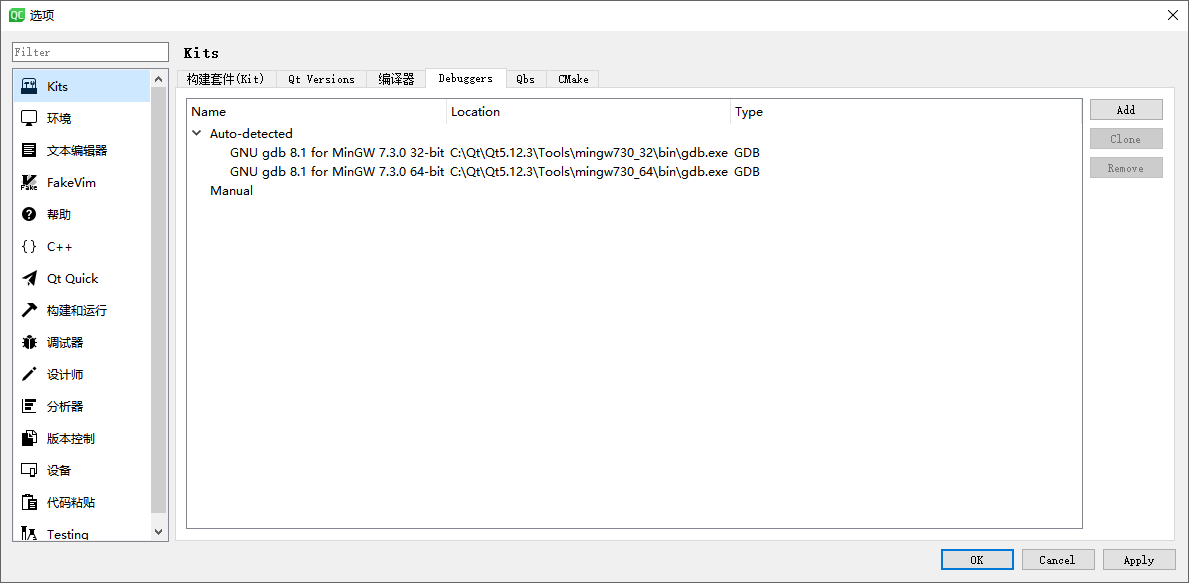 QC 选项
Filter
Kits
环境
文本编辑器
FakeVim
帮助
C++
Qt Quick
构建和运行
调试器
设计师
分析器
版本控制
设备
代码粘贴
Testing
Kits
构建套件(Kit) Qt Versions 编译器 Debuggers Qbs CMake
Name Location Type
Auto-detected
GNU gdb 8.1 for MinGW 7.3.0 32-bit C:\Qt\Qt5.12.3\Tools\mingw730_32\bin\gdb.exe GDB
GNU gdb 8.1 for MinGW 7.3.0 64-bit C:\Qt\Qt5.12.3\Tools\mingw730_64\bin\gdb.exe GDB
Manual
Add
Clone
Remove
OK Cancel Apply